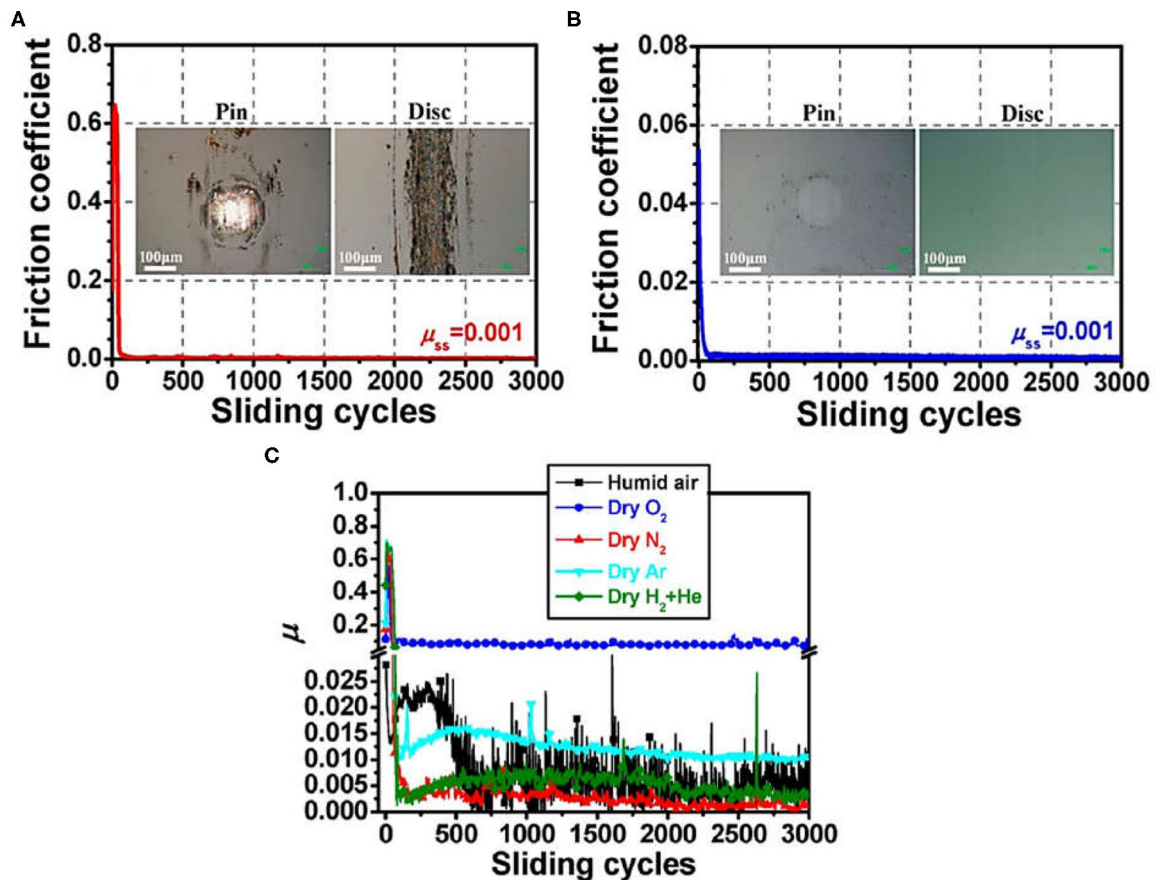 A
Friction coefficient
0.8
0.6
0.4
0.2
0.0
Pin
Disc
100μm
100μm
μss=0.001
0 500 1000 1500 2000 2500 3000
Sliding cycles
B
Friction coefficient
0.08
0.06
0.04
0.02
0.00
Pin
Disc
100μm
100μm
μss=0.001
0 500 1000 1500 2000 2500 3000
Sliding cycles
C
Humid air
Dry O2
Dry N2
Dry Ar
Dry H2+He
μ
1.0
0.8
0.6
0.4
0.2
0.025
0.020
0.015
0.010
0.005
0.000
0 500 1000 1500 2000 2500 3000
Sliding cycles